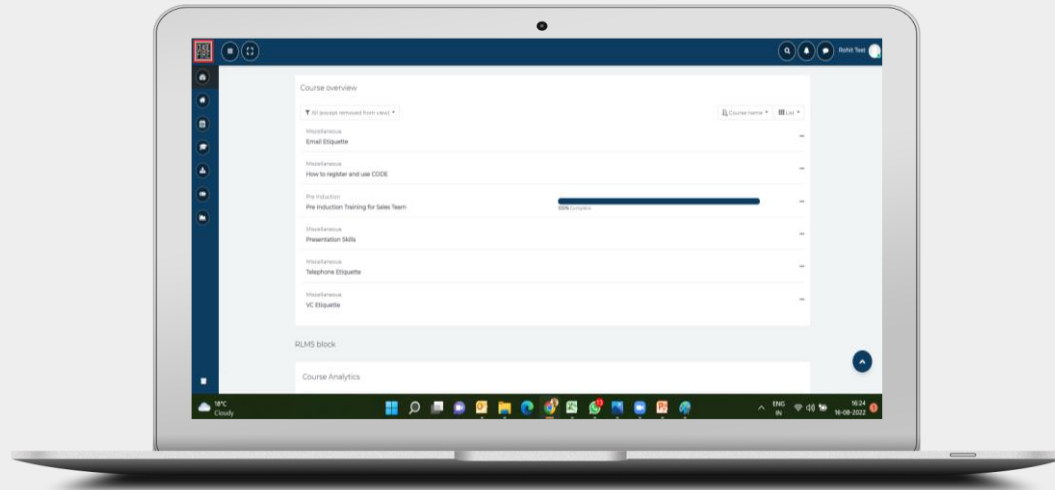 Rohit Test
Course overview
All (except removed from view)
Course name
List
Miscellaneous
Email Etiquette
Miscellaneous
How to register and use CODE
Pre Induction
Pre Induction Training for Sales Team
100% Complete
Miscellaneous
Presentation Skills
Miscellaneous
Telephone Etiquette
Miscellaneous
VC Etiquette
RLMS block
Course Analytics
18°C
Cloudy
ENG
IN
16:24
16-08-2022